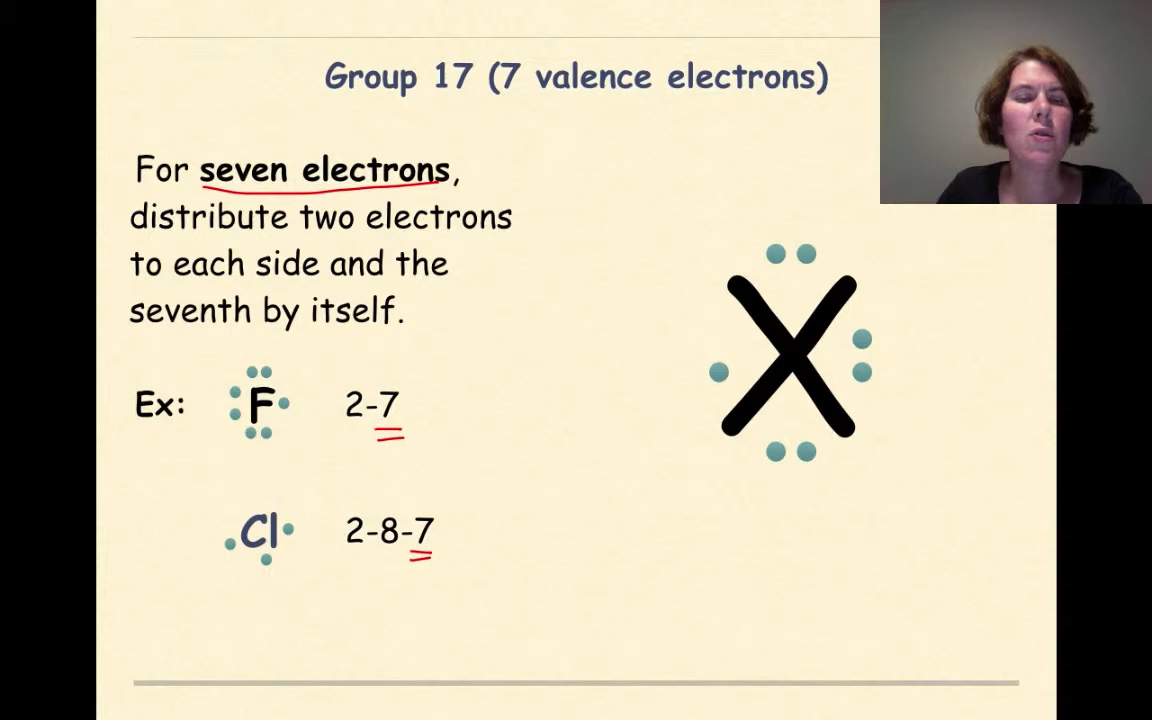 Group 17 (7 valence electrons)
For seven electrons,
distribute two electrons
to each side and the
seventh by itself.
Ex: F 2-7
Cl 2-8-7
X